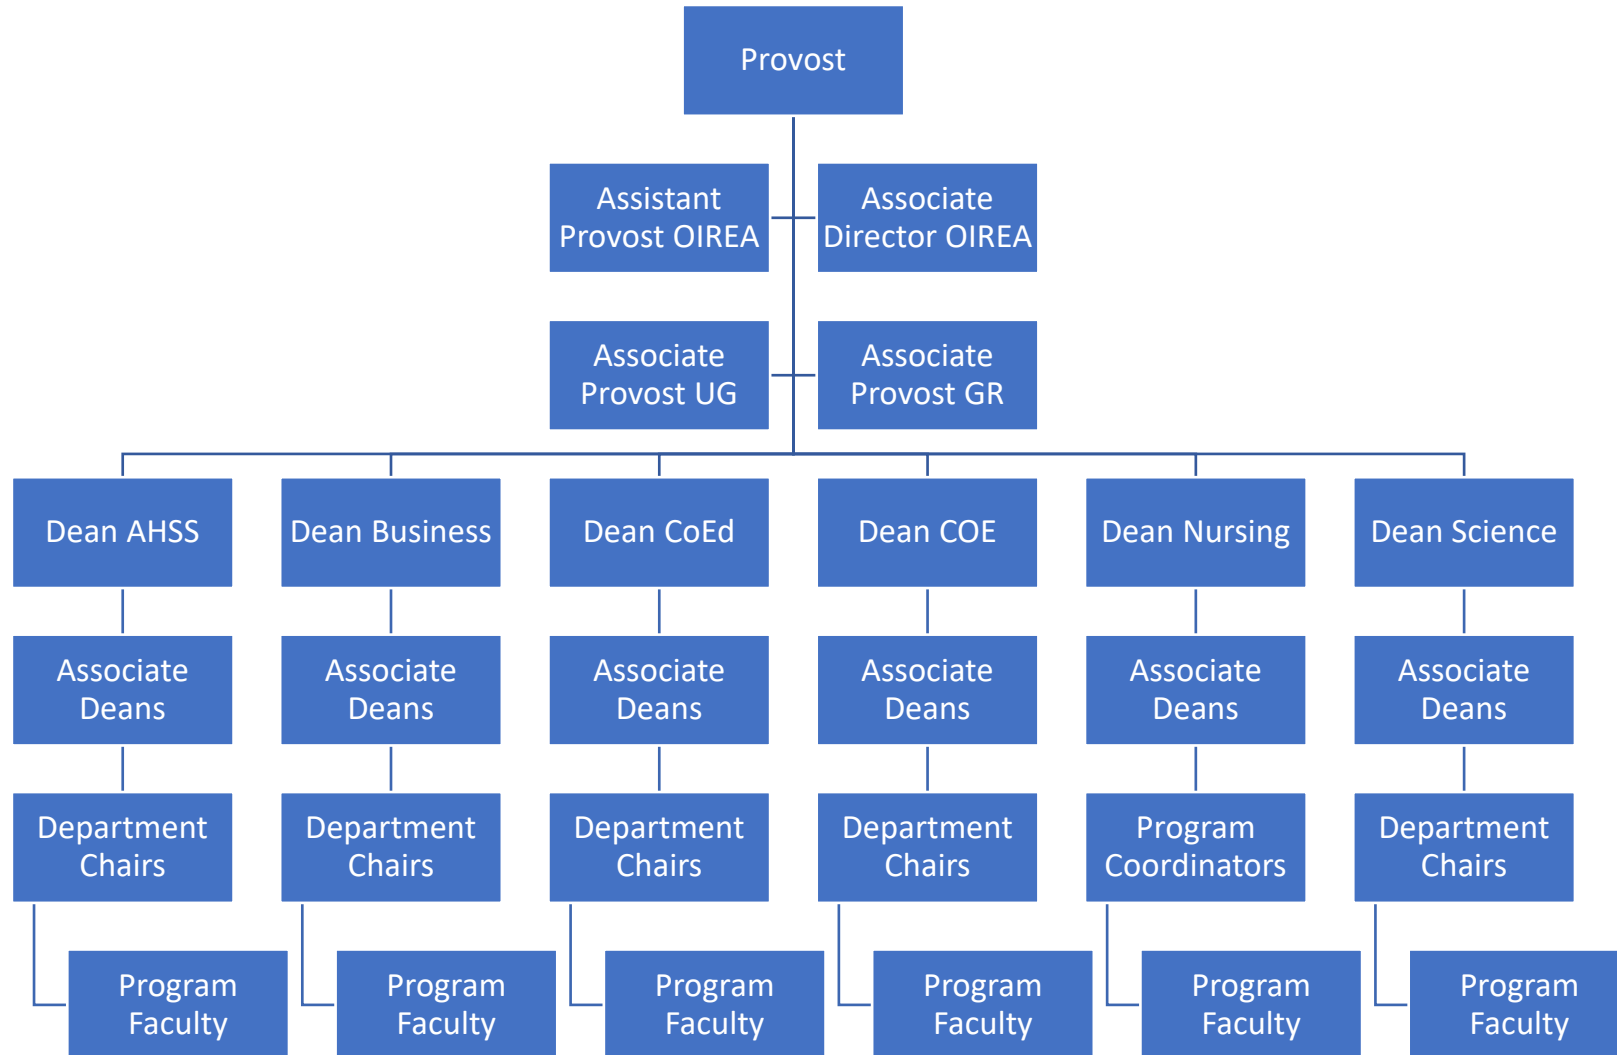 Provost
Assistant
Provost OIREA
Associate
Director OIREA
Associate
Provost UG
Associate
Provost GR
Dean AHSS
Dean Business
Dean CoEd
Dean COE
Dean Nursing
Dean Science
Associate
Deans
Associate
Deans
Associate
Deans
Associate
Deans
Associate
Deans
Associate
Deans
Department
Chairs
Department
Chairs
Department
Chairs
Department
Chairs
Program
Coordinators
Department
Chairs
Program
Faculty
Program
Faculty
Program
Faculty
Program
Faculty
Program
Faculty
Program
Faculty